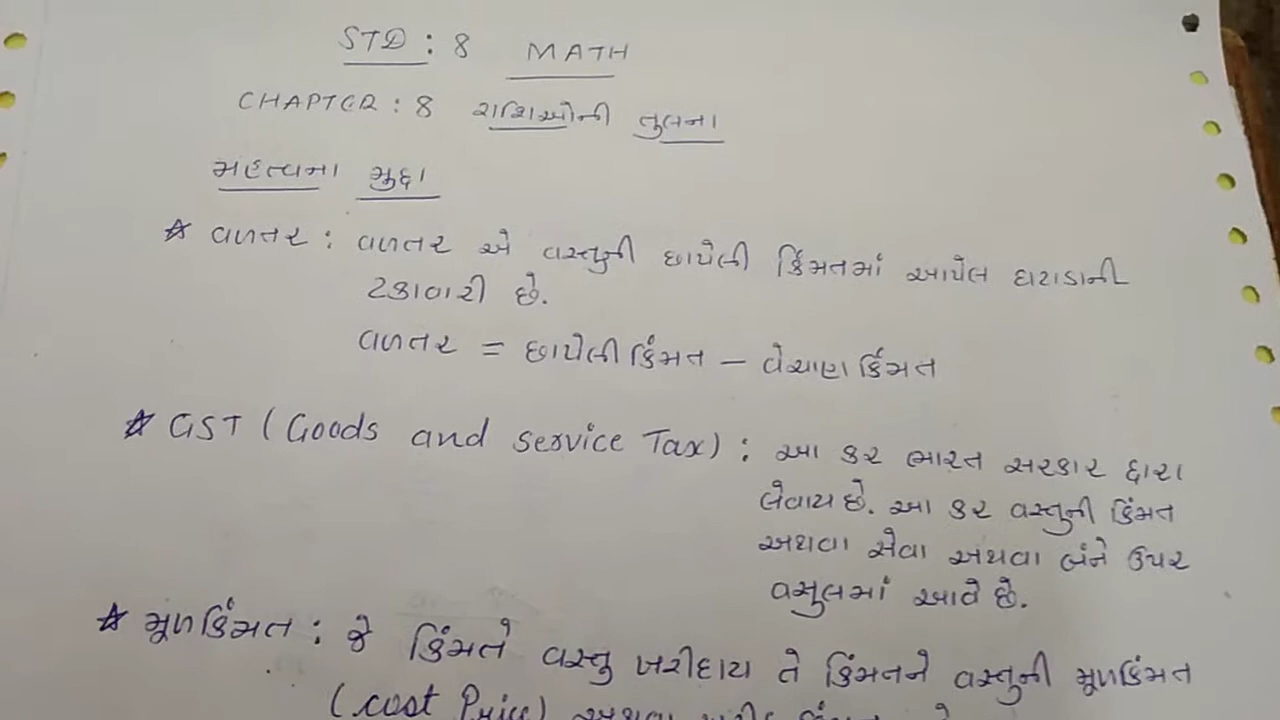 STD : 8 MATH
CHAPTER : 8 રાશિઓની તુલના
મહત્વના મુદ્દા
☆ વળતર : વળતર એ વસ્તુની છાપેલી કિંમતમાં આપેલ ઘટાડાની
ટકાવારી છે.
વળતર = છાપેલી કિંમત - વેચાણ કિંમત
☆ GST ( Goods and service Tax) : આ કર ભારત સરકાર દ્વારા
લેવાય છે. આ કર વસ્તુની કિંમત
અથવા સેવા અથવા બંને ઉપર
વસુલમાં આવે છે.
☆ મૂળકિંમત : જે કિંમતે વસ્તુ ખરીદાય તે કિંમતને વસ્તુની મૂળકિંમત
(cost Price) અથવા